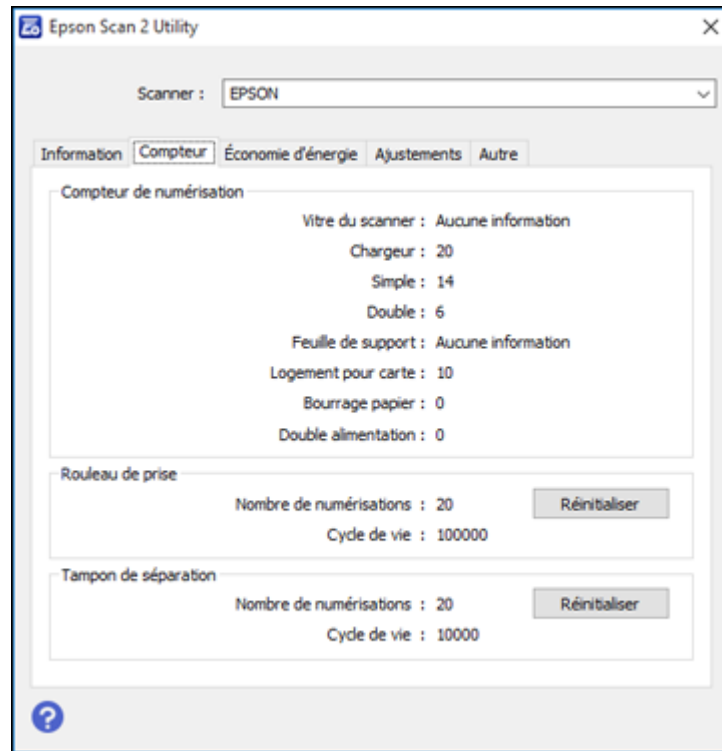 Epson Scan 2 Utility
Scanner : EPSON
Information Compteur Économie d'énergie Ajustements Autre
Compteur de numérisation
Vitre du scanner : Aucune information
Chargeur : 20
Simple : 14
Double : 6
Feuille de support : Aucune information
Logement pour carte : 10
Bourrage papier : 0
Double alimentation : 0
Rouleau de prise
Nombre de numérisations : 20 Réinitialiser
Cycle de vie : 100000
Tampon de séparation
Nombre de numérisations : 20 Réinitialiser
Cycle de vie : 10000
?